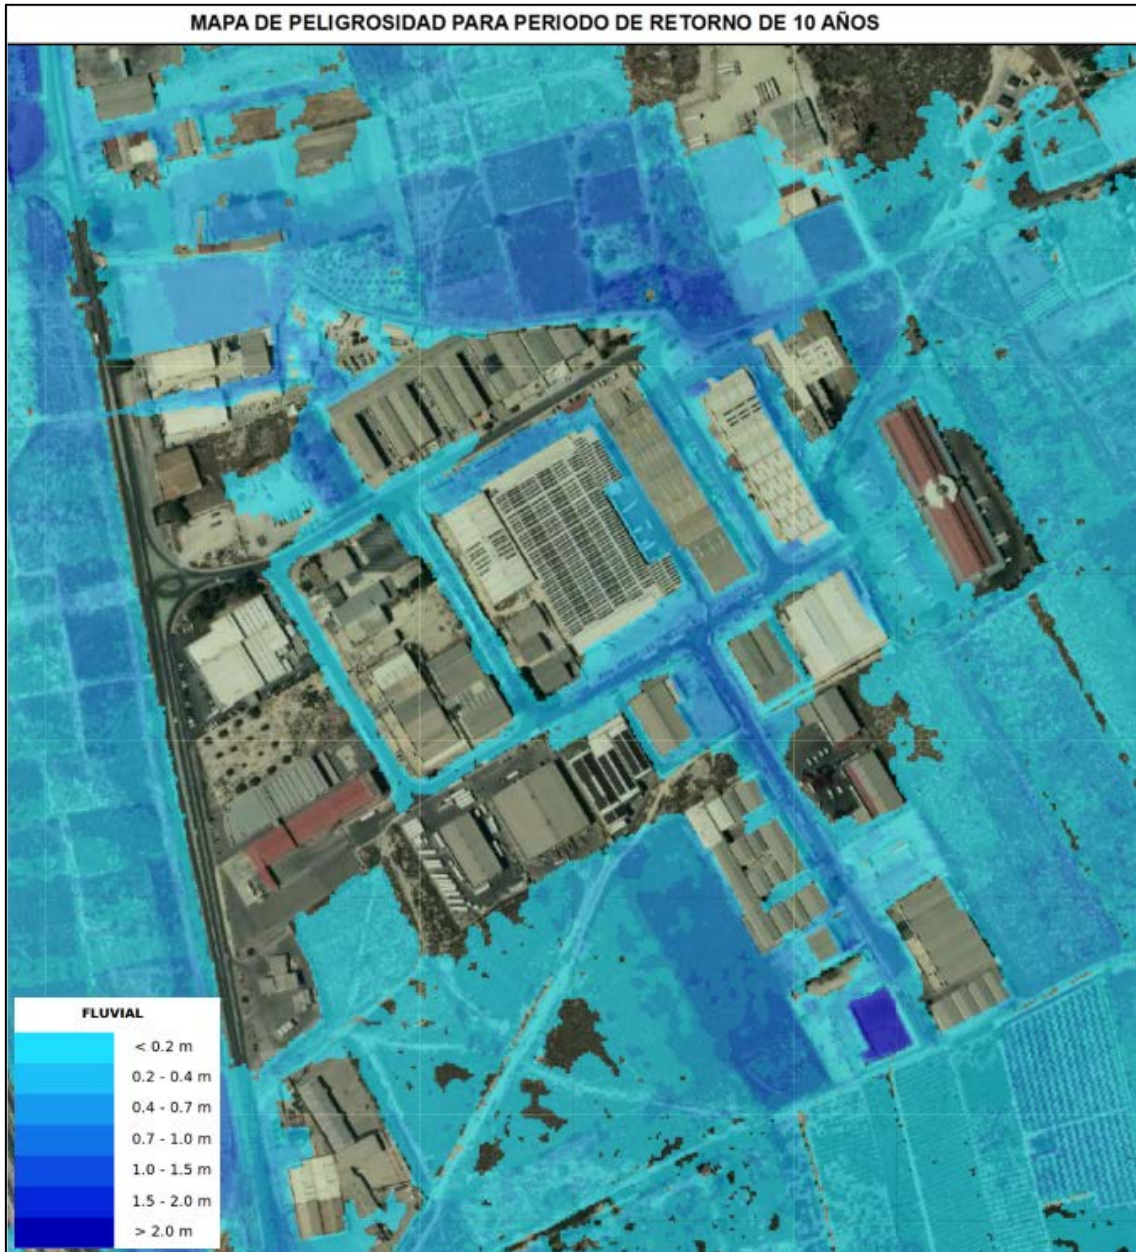 MAPA DE PELIGROSIDAD PARA PERIODO DE RETORNO DE 10 AÑOS
FLUVIAL
< 0.2 m
0.2 - 0.4 m
0.4 - 0.7 m
0.7 - 1.0 m
1.0 - 1.5 m
1.5 - 2.0 m
> 2.0 m